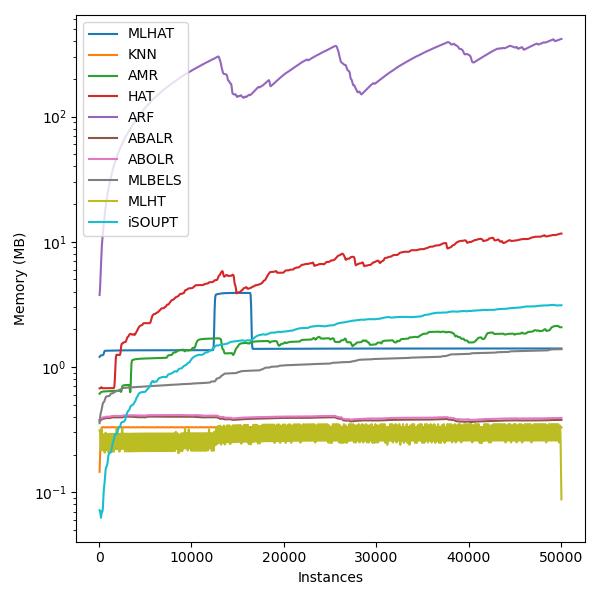 MLHAT
KNN
AMR
HAT
ARF
ABALR
ABOLR
MLBELS
MLHT
iSOUPT
Memory (MB)
10²
10¹
10⁰
10⁻¹
0 10000 20000 30000 40000 50000
Instances